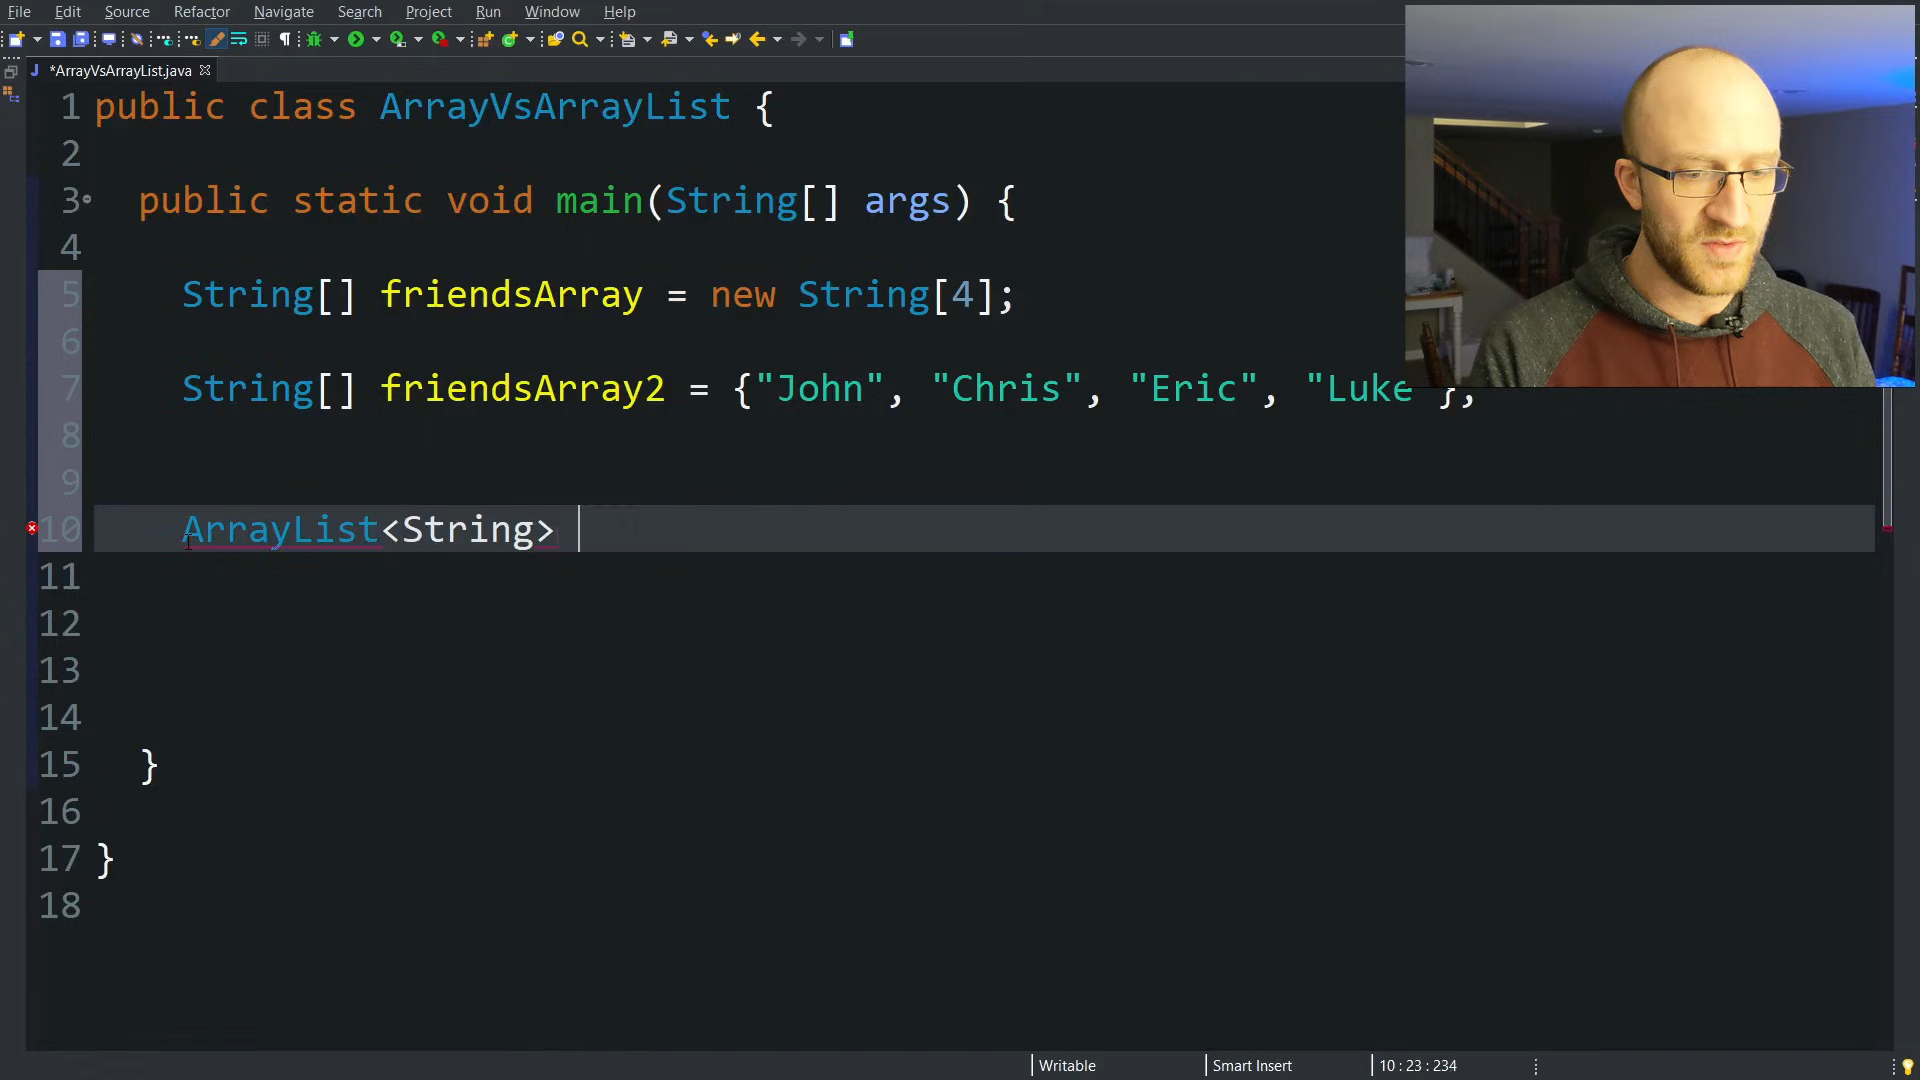 File Edit Source Refactor Navigate Search Project Run Window Help
*ArrayVsArrayList.java
1 public class ArrayVsArrayList {
2
3 public static void main(String[] args) {
4
5 String[] friendsArray = new String[4];
6
7 String[] friendsArray2 = {"John", "Chris", "Eric", "Luke"};
8
9
10 ArrayList<String>
11
12
13
14
15 }
16
17 }
18
Writable Smart Insert 10 : 23 : 234